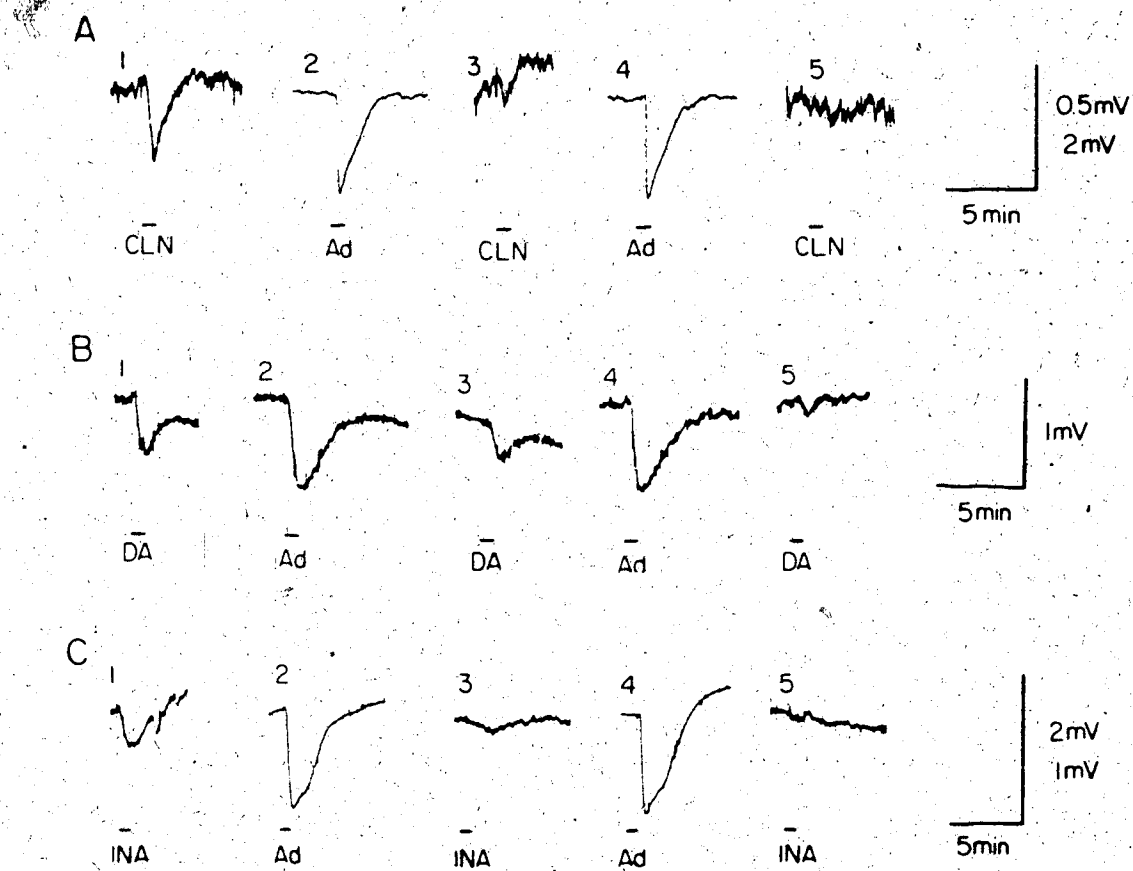 A
1 2 3 4 5
0.5mV
2mV
5 min
CLN Ad CLN Ad CLN
B
1 2 3 4 5
1mV
5min
DA Ad DA Ad DA
C
1 2 3 4 5
2mV
1mV
5min
INA Ad INA Ad INA